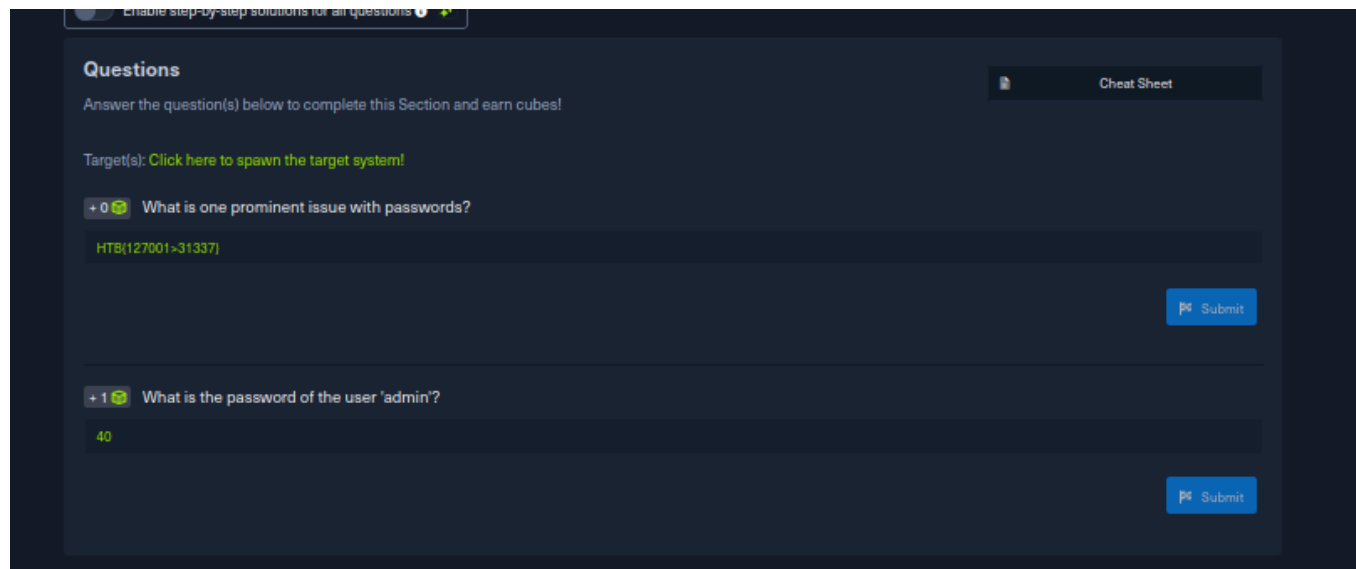 Enable step-by-step solutions for all questions
Questions
Cheat Sheet
Answer the question(s) below to complete this Section and earn cubes!
Target(s): Click here to spawn the target system!
+ 0 What is one prominent issue with passwords?
HTB{127001>31337}
Submit
+ 1 What is the password of the user 'admin'?
40
Submit